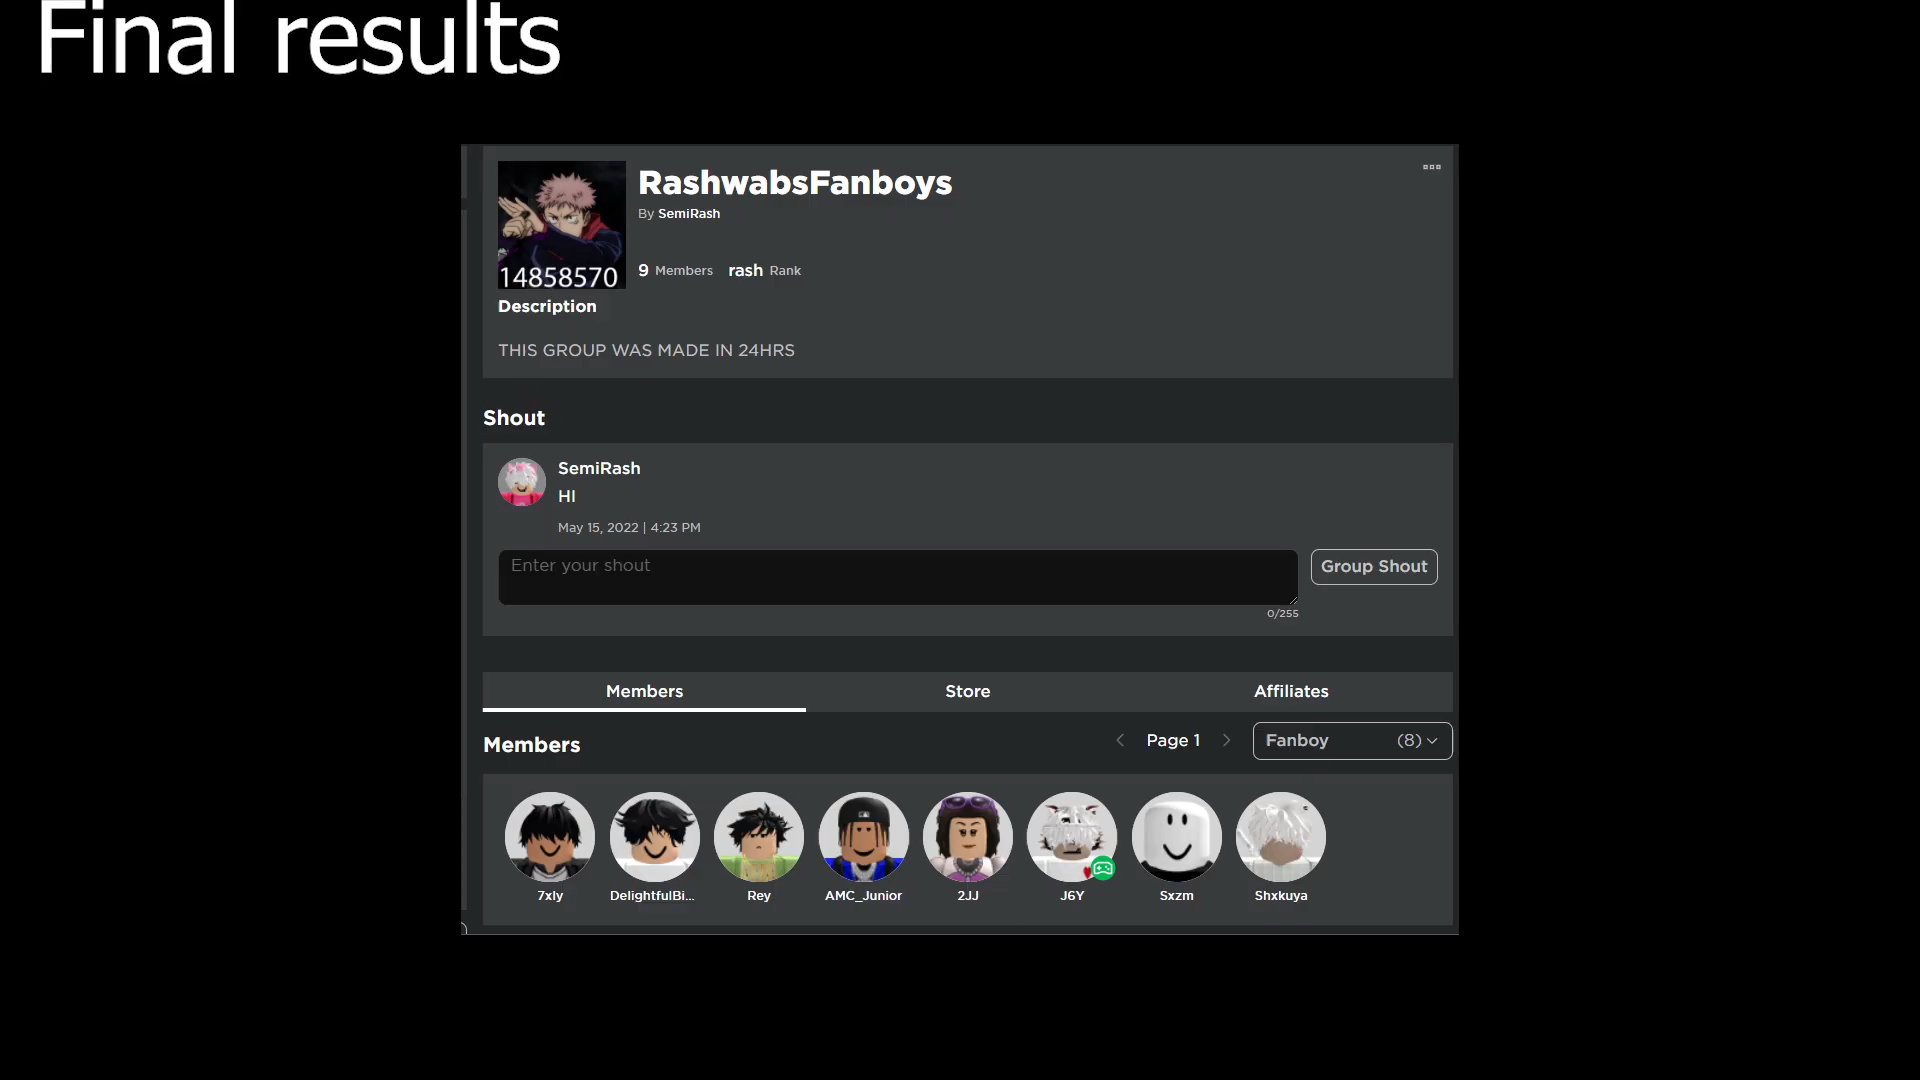 Final results
RashwabsFanboys
By SemiRash
14858570
9 Members rash Rank
Description
THIS GROUP WAS MADE IN 24HRS
Shout
SemiRash
HI
May 15, 2022 | 4:23 PM
Enter your shout
Group Shout
0/255
Members Store Affiliates
Members Page 1 Fanboy (8)
7xly DelightfulBi... Rey AMC_Junior 2JJ J6Y Sxzm Shxkuya